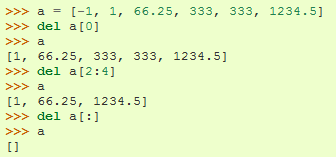 >>> a = [-1, 1, 66.25, 333, 333, 1234.5]
>>> del a[0]
>>> a
[1, 66.25, 333, 333, 1234.5]
>>> del a[2:4]
>>> a
[1, 66.25, 1234.5]
>>> del a[:]
>>> a
[]